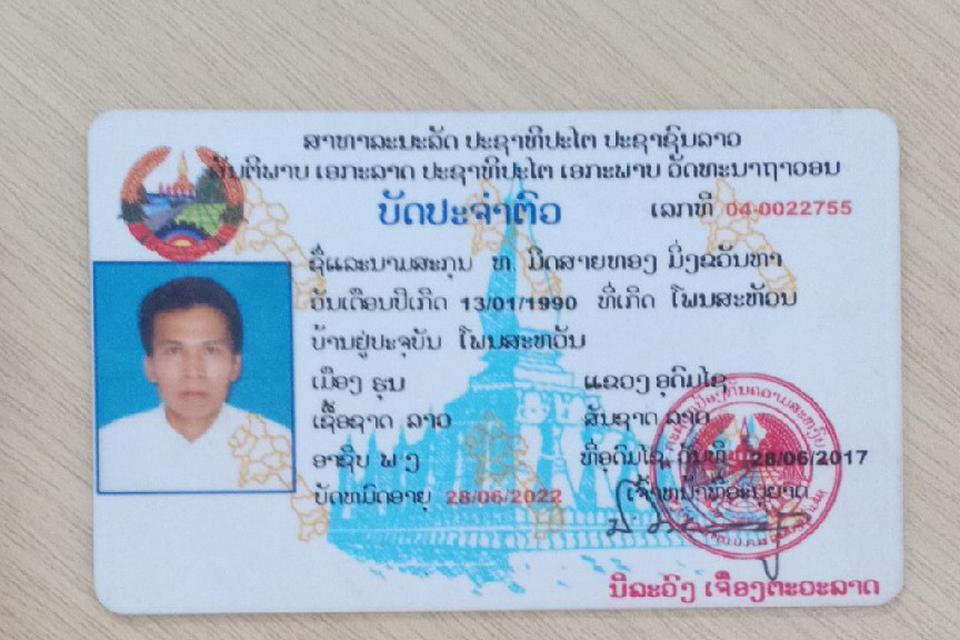 ສາທາລະນະລັດ ປະຊາທິປະໄຕ ປະຊາຊົນລາວ
ສັນຕິພາບ ເອກະລາດ ປະຊາທິປະໄຕ ເອກະພາບ ວັດທະນາຖາວອນ
ບັດປະຈຳຕົວ
ເລກທີ 04-0022755
ຊື່ແລະນາມສະກຸນ ທ. ມິດສາຍທອງ ມິ່ງຂວັນທາ
ວັນເດືອນປີເກີດ 13/01/1990 ທີ່ເກີດ ໂພນສະຫວັນ
ບ້ານຢູ່ປະຈຸບັນ ໂພນສະຫວັນ
ເມືອງ ຮຸນ ແຂວງ ອຸດົມໄຊ
ເຊື້ອຊາດ ລາວ ສັນຊາດ ລາວ
ອາຊີບ ທີ່ອຸດົມໄຊ, ວັນທີ 28/06/2017
ບັດຫມົດອາຍຸ 28/06/2022 ເຈົ້າຫນ້າທີ່ອະນຸຍາດ
ນິລະວົງ ເຈື່ອງຕະວະລາດ